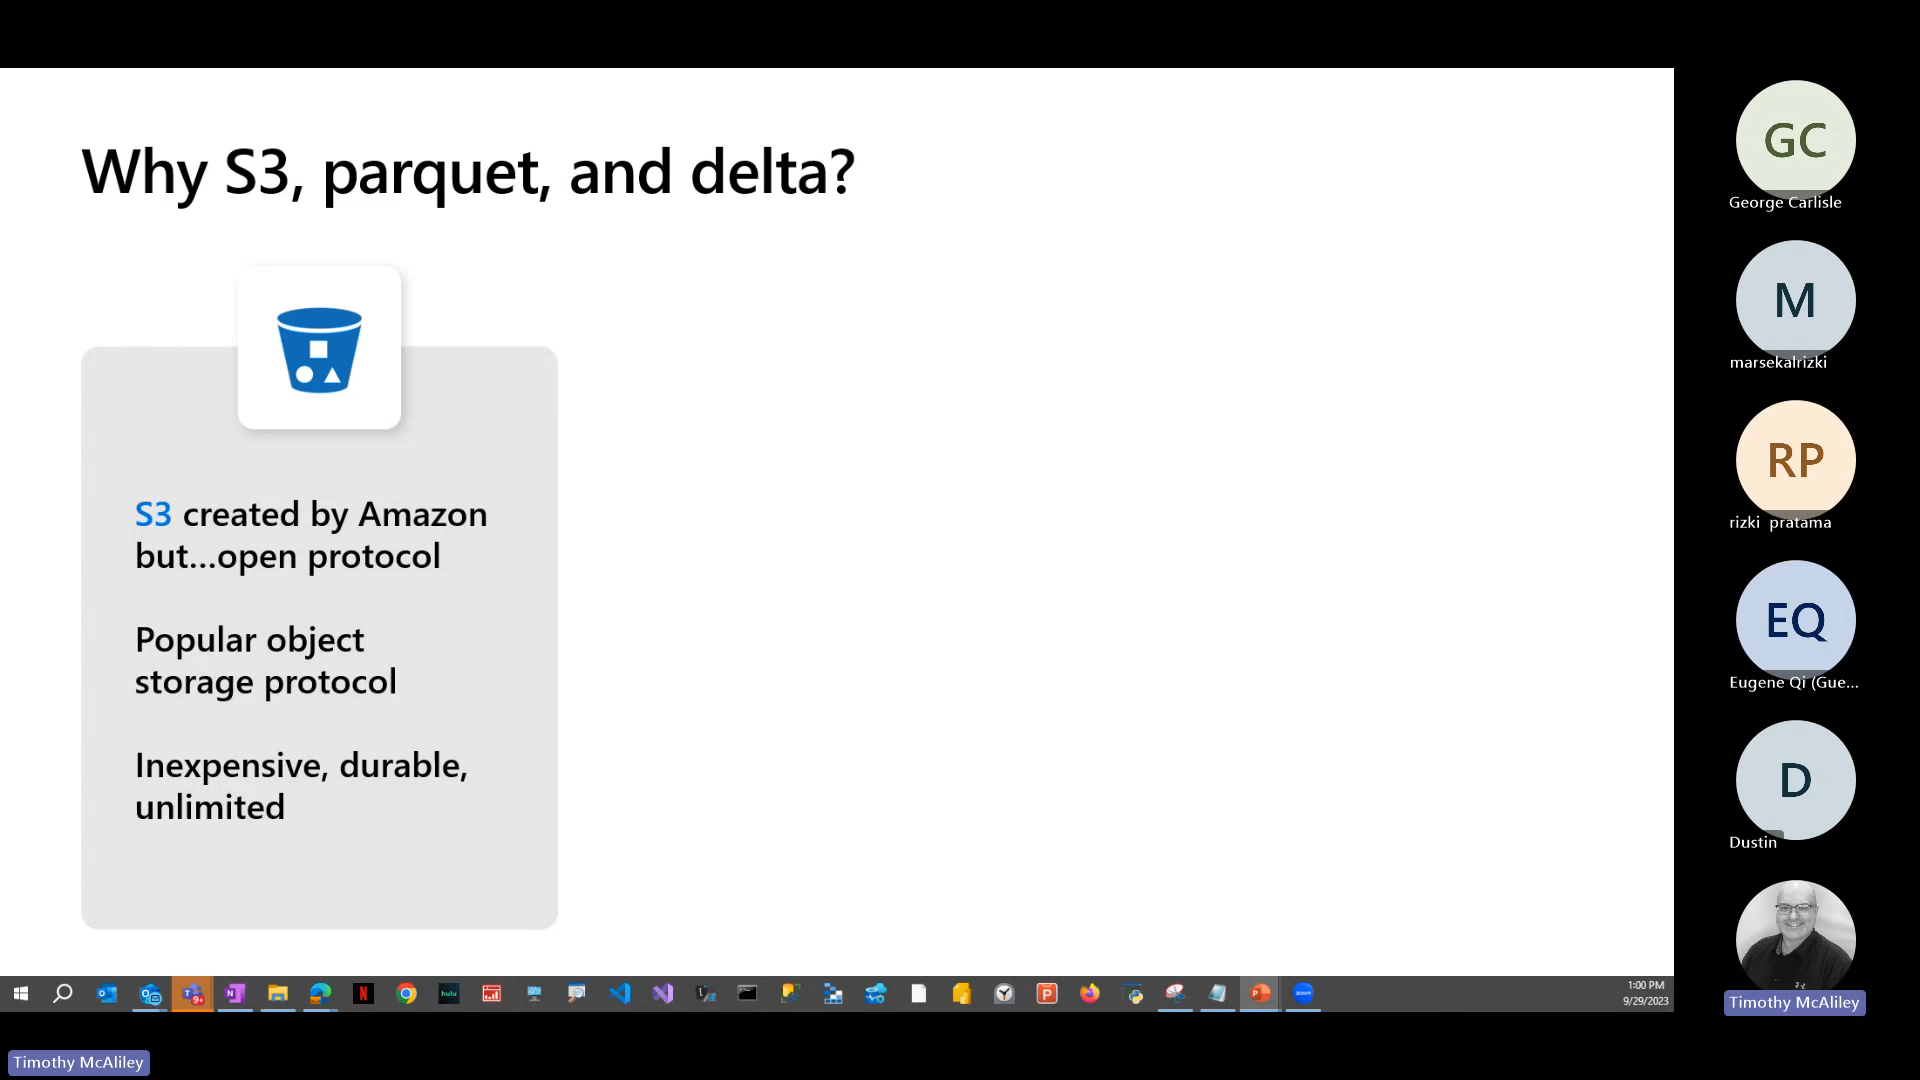 Why S3, parquet, and delta?
S3 created by Amazon
but...open protocol
Popular object
storage protocol
Inexpensive, durable,
unlimited
GC
George Carlisle
M
marsekalrizki
RP
rizki pratama
EQ
Eugene Qi (Gue...
D
Dustin
Timothy McAliley
hulu
zoom
1:00 PM
9/29/2023
Timothy McAliley